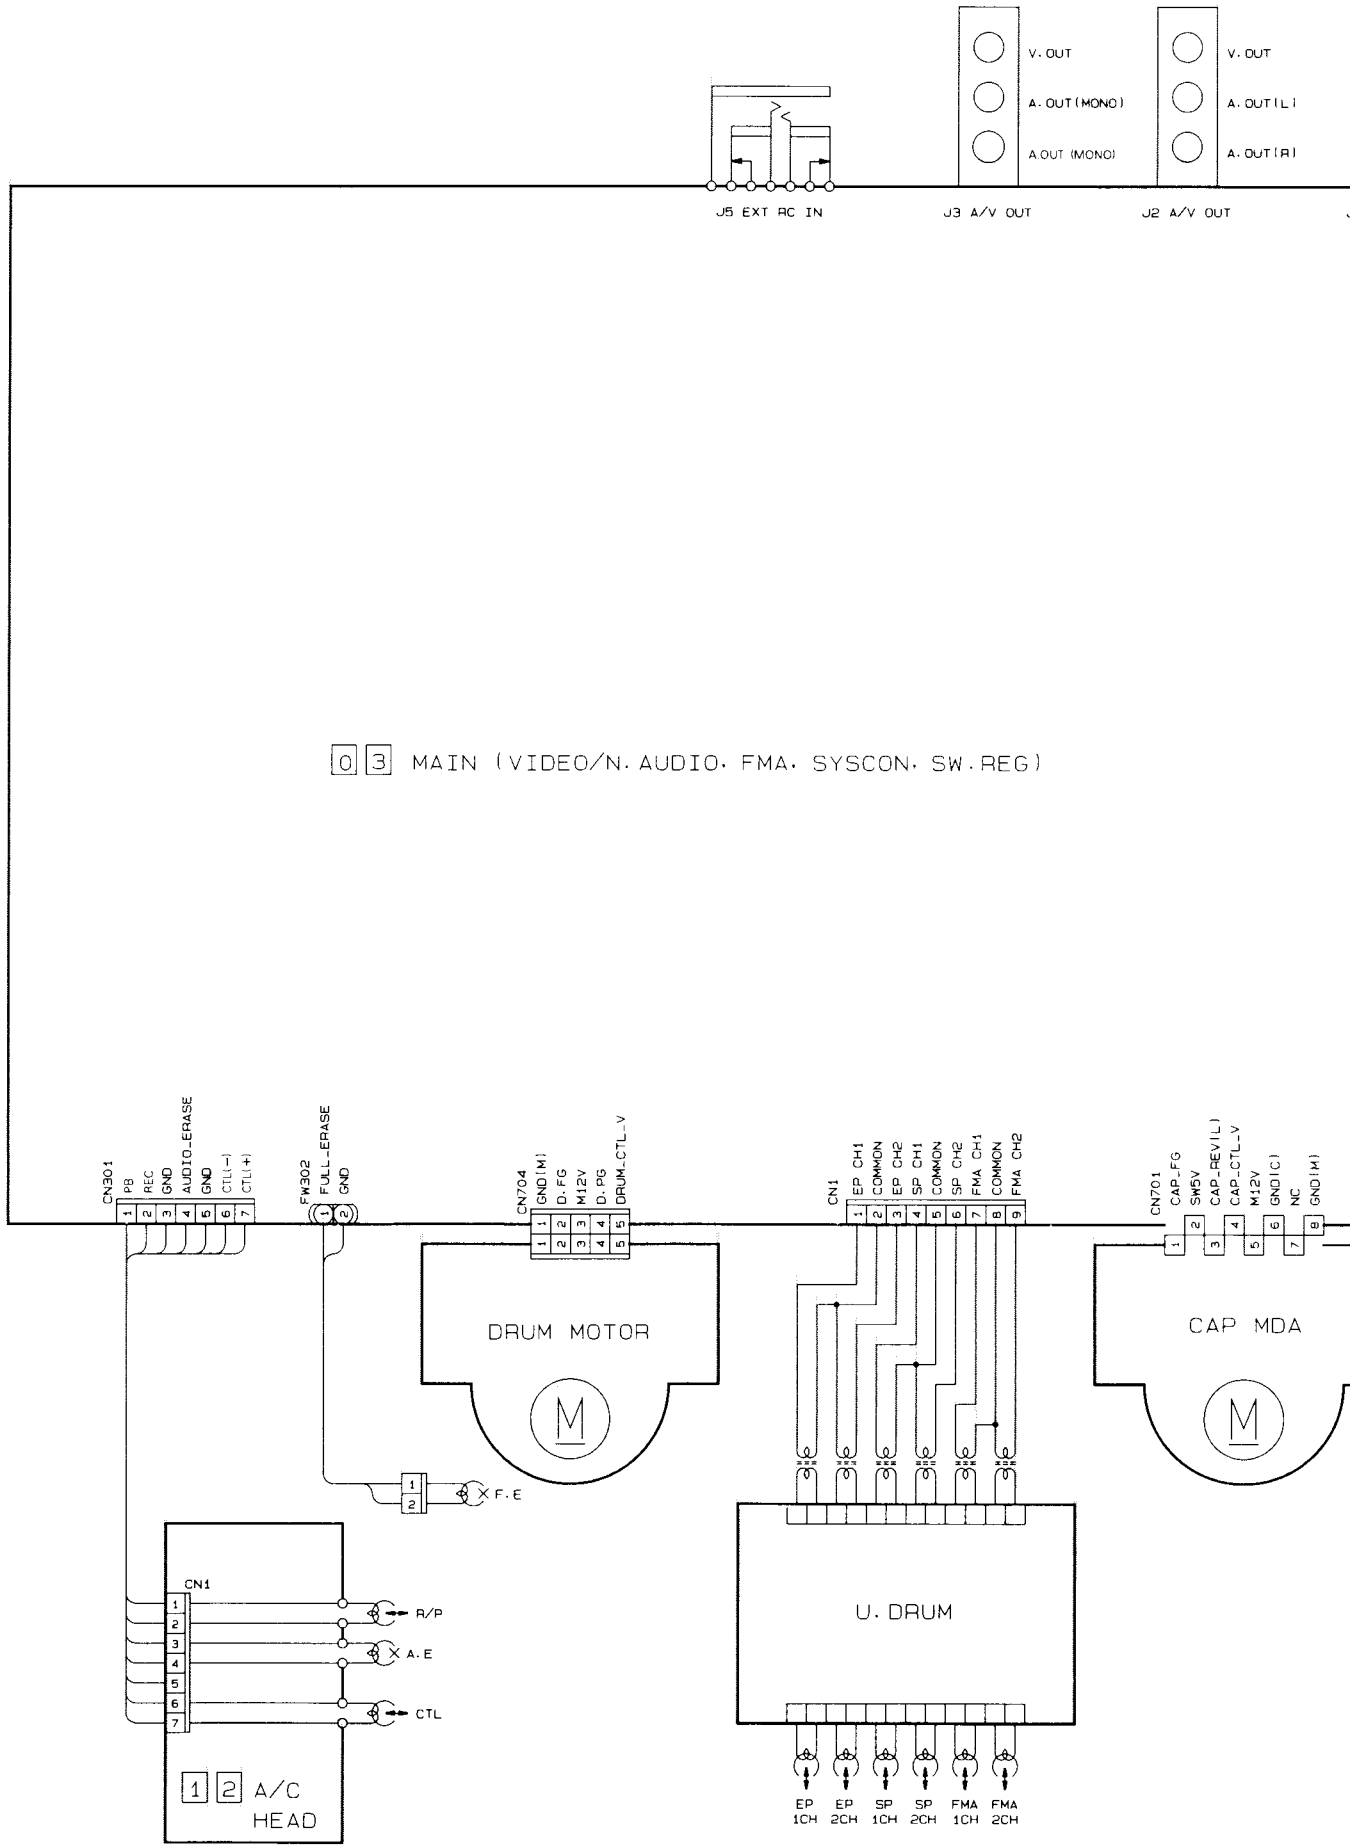 V.OUT
A.OUT(MONO)
A.OUT (MONO)
V.OUT
A.OUT(L)
A.OUT(R)
J5 EXT RC IN
J3 A/V OUT
J2 A/V OUT
0 3 MAIN (VIDEO/N.AUDIO, FMA, SYSCON, SW.REG)
CN301
PB
REC
GND
AUDIO_ERASE
GND
CTL(-)
CTL(+)
1 2 3 4 5 6 7
FW302
FULL_ERASE
GND
1 2
CN704
GND(M)
D.FG
M12V
D.PG
DRUM_CTL_V
1 2 3 4 5
1 2 3 4 5
CN1
EP CH1
COMMON
EP CH2
SP CH1
COMMON
SP CH2
FMA CH1
COMMON
FMA CH2
1 2 3 4 5 6 7 8 9
CN701
CAP_FG
SW5V
CAP_REV(L)
CAP_CTL_V
M12V
GND(C)
NC
GND(M)
2 4 6 8
1 3 5 7
DRUM MOTOR
M
CAP MDA
M
1
2
F.E
CN1
1
2
3
4
5
6
7
R/P
A.E
CTL
1 2 A/C
HEAD
U.DRUM
EP EP SP SP FMA FMA
1CH 2CH 1CH 2CH 1CH 2CH